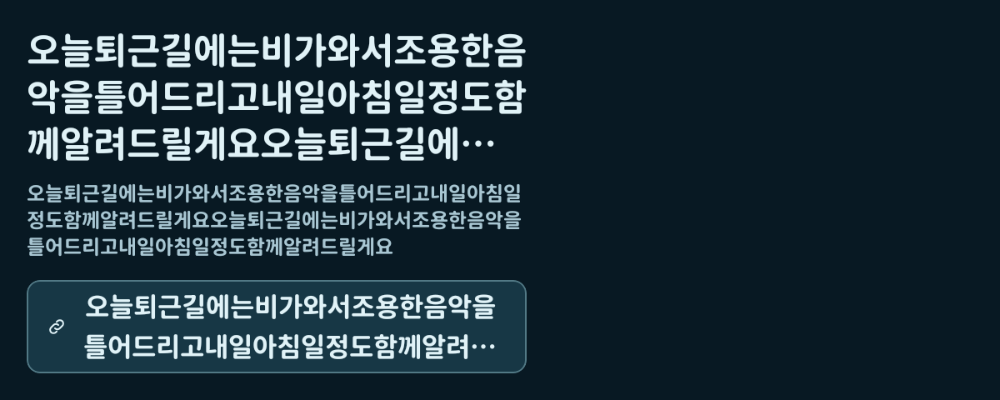 오늘퇴근길에는비가와서조용한음
악을틀어드리고내일아침일정도함
께알려드릴게요오늘퇴근길에…
오늘퇴근길에는비가와서조용한음악을틀어드리고내일아침일
정도함께알려드릴게요오늘퇴근길에는비가와서조용한음악을
틀어드리고내일아침일정도함께알려드릴게요
오늘퇴근길에는비가와서조용한음악을
틀어드리고내일아침일정도함께알려…